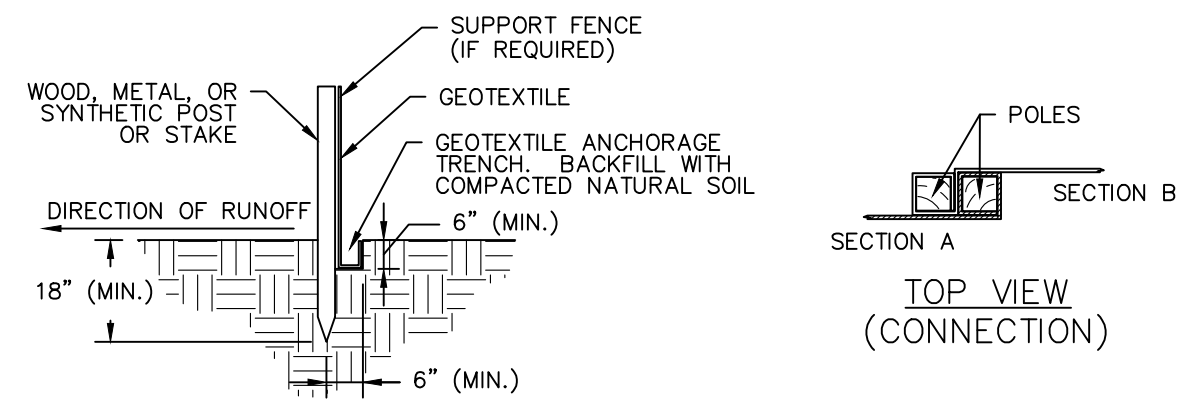 SUPPORT FENCE
(IF REQUIRED)
WOOD, METAL, OR
SYNTHETIC POST
OR STAKE
GEOTEXTILE
GEOTEXTILE ANCHORAGE
TRENCH. BACKFILL WITH
COMPACTED NATURAL SOIL
DIRECTION OF RUNOFF
6" (MIN.)
18" (MIN.)
6" (MIN.)
POLES
SECTION B
SECTION A
TOP VIEW
(CONNECTION)